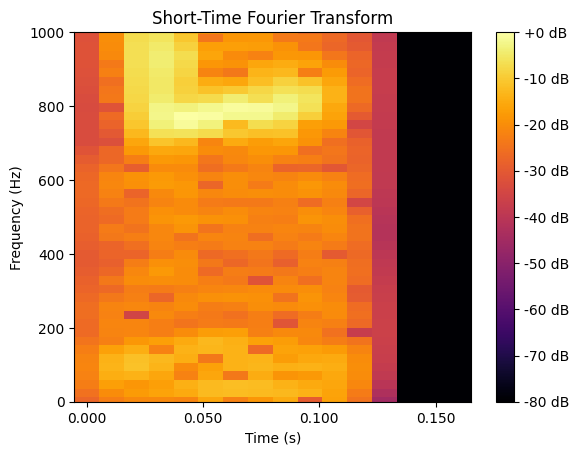 Short-Time Fourier Transform
1000
800
600
400
200
0
Frequency (Hz)
0.000
0.050
0.100
0.150
Time (s)
+0 dB
-10 dB
-20 dB
-30 dB
-40 dB
-50 dB
-60 dB
-70 dB
-80 dB